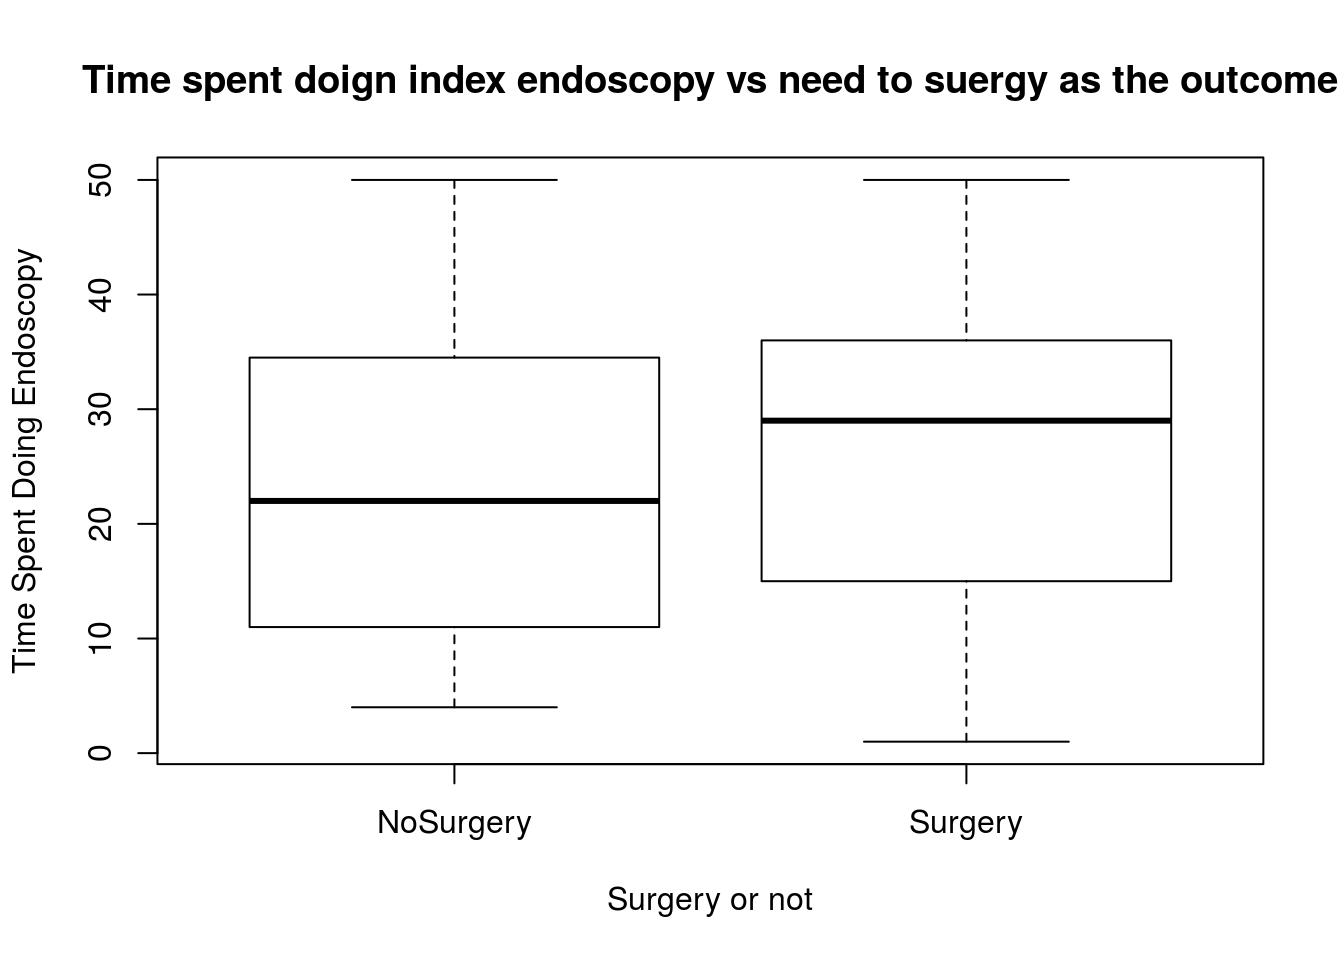 Time spent doign index endoscopy vs need to suergy as the outcome
Time Spent Doing Endoscopy
50
40
30
20
10
0
NoSurgery Surgery
Surgery or not